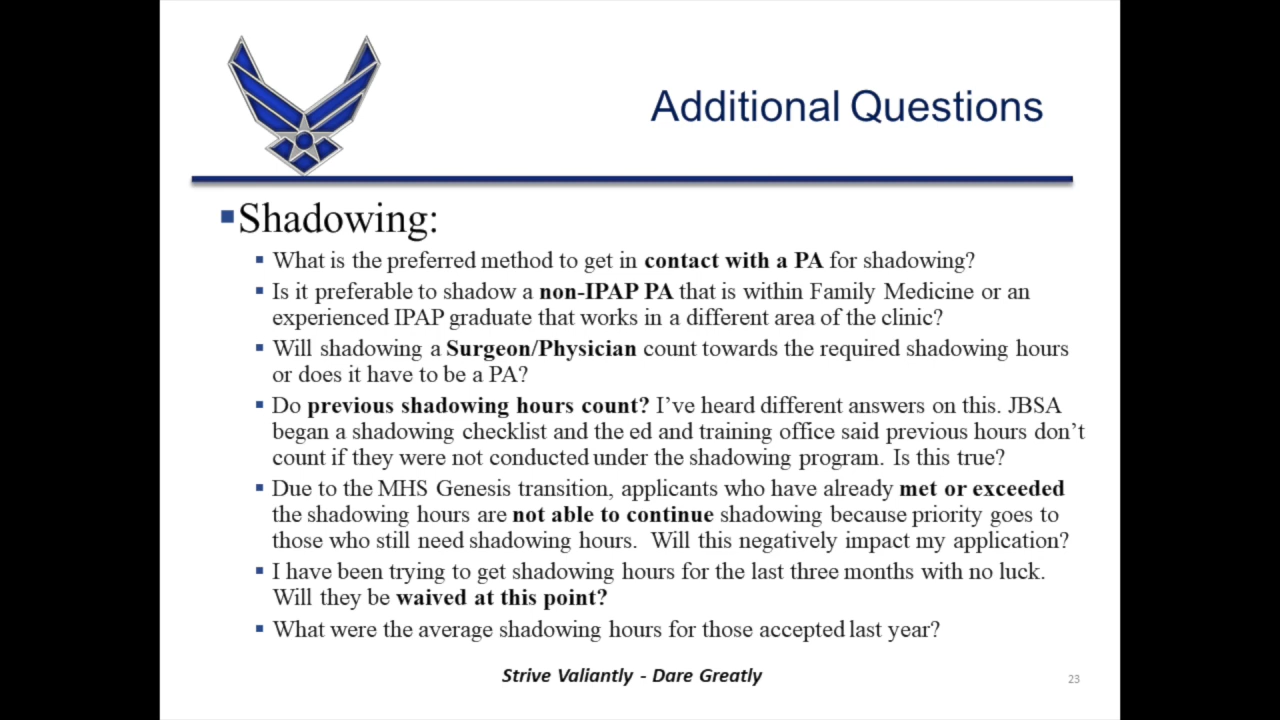 Additional Questions
Shadowing:
What is the preferred method to get in contact with a PA for shadowing?
Is it preferable to shadow a non-IPAP PA that is within Family Medicine or an
experienced IPAP graduate that works in a different area of the clinic?
Will shadowing a Surgeon/Physician count towards the required shadowing hours
or does it have to be a PA?
Do previous shadowing hours count? I’ve heard different answers on this. JBSA
began a shadowing checklist and the ed and training office said previous hours don’t
count if they were not conducted under the shadowing program. Is this true?
Due to the MHS Genesis transition, applicants who have already met or exceeded
the shadowing hours are not able to continue shadowing because priority goes to
those who still need shadowing hours. Will this negatively impact my application?
I have been trying to get shadowing hours for the last three months with no luck.
Will they be waived at this point?
What were the average shadowing hours for those accepted last year?
Strive Valiantly - Dare Greatly
23